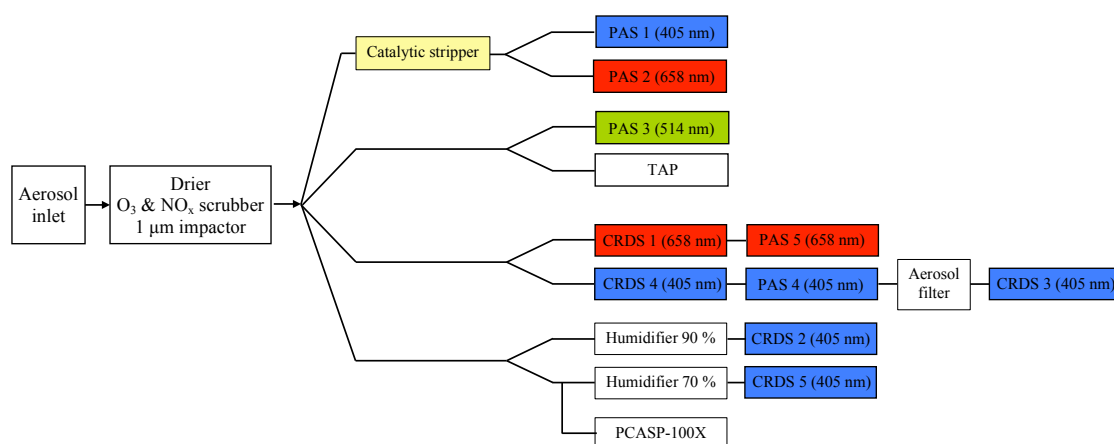 Aerosol
inlet
Drier
O₃ & NOₓ scrubber
1 µm impactor
Catalytic stripper
PAS 1 (405 nm)
PAS 2 (658 nm)
PAS 3 (514 nm)
TAP
CRDS 1 (658 nm)
PAS 5 (658 nm)
CRDS 4 (405 nm)
PAS 4 (405 nm)
Aerosol
filter
CRDS 3 (405 nm)
Humidifier 90 %
CRDS 2 (405 nm)
Humidifier 70 %
CRDS 5 (405 nm)
PCASP-100X